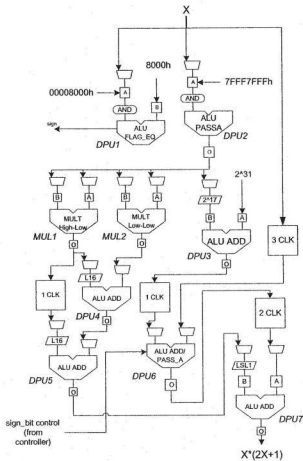 X
8000h
00008000h
A
A
7FFF7FFFh
AND
B
AND
sign
ALU
FLAG_EQ
ALU
PASSA
DPU1
DPU2
O
2^31
B
A
B
A
2^17
MULT
High-Low
MULT
Low-Low
B
A
MUL1
MUL2
ALU ADD
3 CLK
O
O
DPU3
O
L16
1 CLK
ALU ADD
1 CLK
2 CLK
DPU4
L16
O
ALU ADD
ALU ADD/
PASS_A
LSL1
DPU5
DPU6
B
A
O
O
sign_bit control
(from
controller)
ALU ADD
DPU7
O
X*(2X+1)